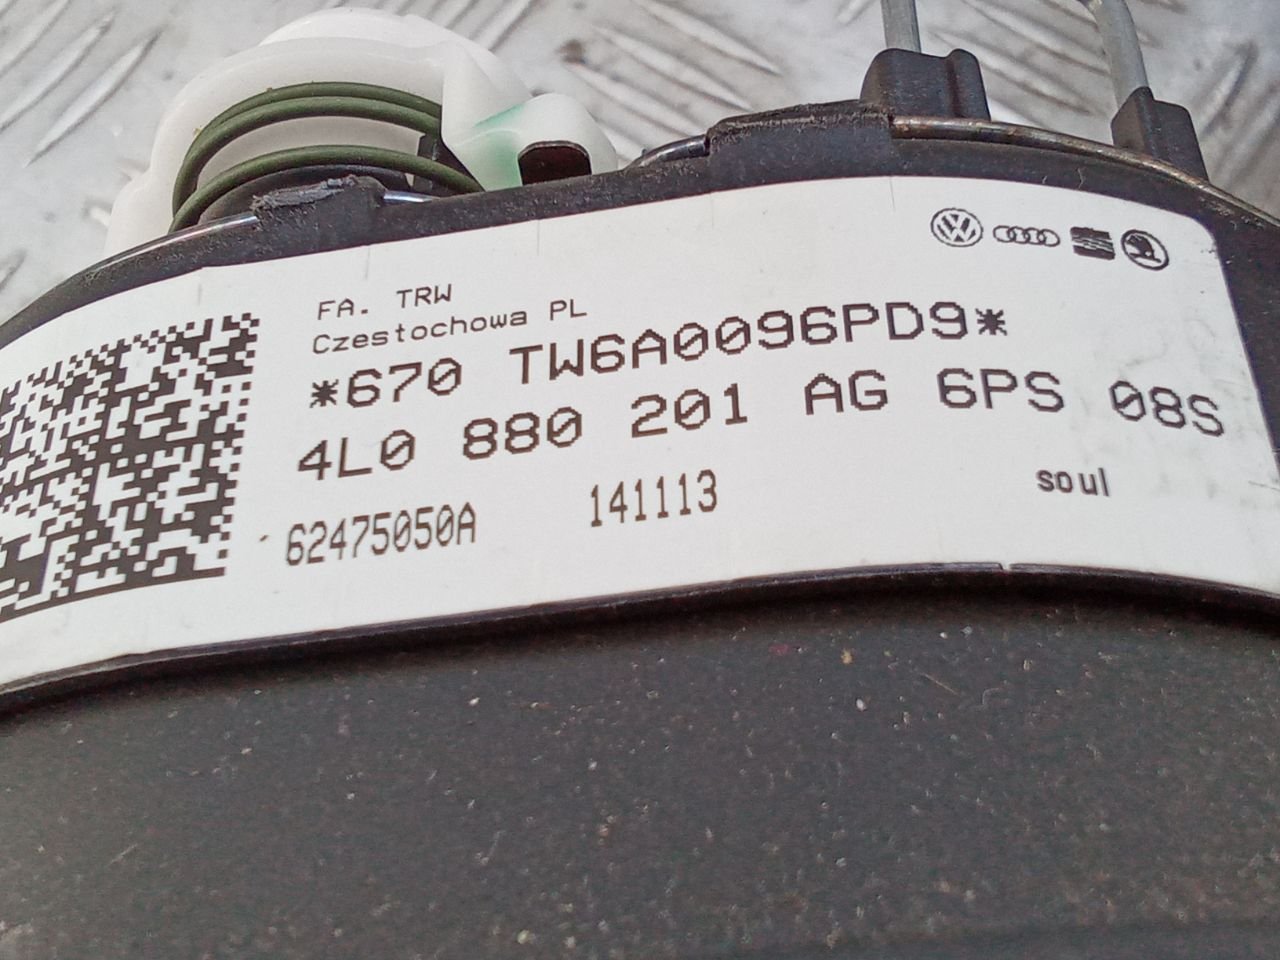 FA. TRW
Czestochowa PL
*670 TW6A0096PD9*
4L0 880 201 AG 6PS 08S
62475050A 141113 soul